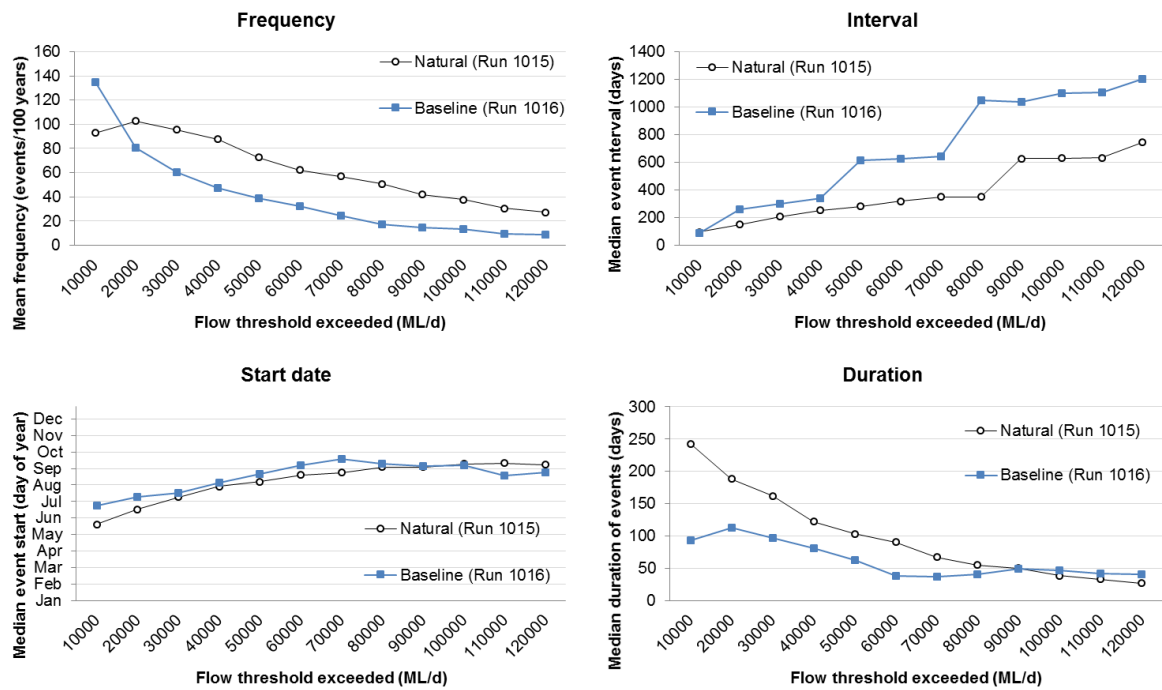 Frequency
Mean frequency (events/100 years)
160
140
120
100
80
60
40
20
0
Natural (Run 1015)
Baseline (Run 1016)
10000
20000
30000
40000
50000
60000
70000
80000
90000
100000
110000
120000
Flow threshold exceeded (ML/d)
Interval
Median event interval (days)
1400
1200
1000
800
600
400
200
0
Natural (Run 1015)
Baseline (Run 1016)
10000
20000
30000
40000
50000
60000
70000
80000
90000
100000
110000
120000
Flow threshold exceeded (ML/d)
Start date
Median event start (day of year)
Dec
Nov
Oct
Sep
Aug
Jul
Jun
May
Apr
Mar
Feb
Jan
Natural (Run 1015)
Baseline (Run 1016)
10000
20000
30000
40000
50000
60000
70000
80000
90000
100000
110000
120000
Flow threshold exceeded (ML/d)
Duration
Median duration of events (days)
300
250
200
150
100
50
0
Natural (Run 1015)
Baseline (Run 1016)
10000
20000
30000
40000
50000
60000
70000
80000
90000
100000
110000
120000
Flow threshold exceeded (ML/d)